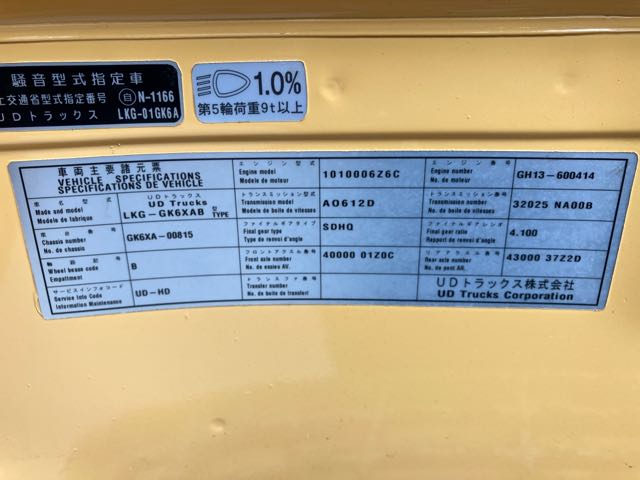 騒音型式指定車
土交通省型式指定番号 自 N-1166
UDトラックス LKG-01GK6A
1.0%
第5輪荷重9t以上
車両主要諸元票
VEHICLE SPECIFICATIONS
SPECIFICATIONS DE VEHICLE
車名型式
Made and model
Modele de fabrique
UDトラックス
UD Trucks
LKG-GK6XAB 型 TYPE
車台番号
Chassis number
No. de chassis
GK6XA-00815
軸距記号
Wheel besas code
Empattment
B
サービスインフォコード
Service Info Code
Information Maintenance
UD-HD
エンジン型式
Engine model
Modele de moteur
1010006Z6C
トランスミッション型式
Transmission model
Modele de boite de vitesses
AO612D
ファイナルギアタイプ
Final gear type
Type de renvoi d'angle
SDHQ
フロントアクスル番号
Front axle number
No. de essieu AV.
40000 01Z0C
トランスファ番号
Transfer number
No. de boite de transfert
エンジン番号
Engine number
No. de moteur
GH13-600414
トランスミッション番号
Transmission number
No. de boite de vitesses
32025 NA00B
ファイナルギアレシオ
Final gear ratio
Rapport de renvoi d'angle
4.100
リヤアクスル番号
Rear axle number
No. de pont AV.
43000 37Z2D
UDトラックス株式会社
UD Trucks Corporation